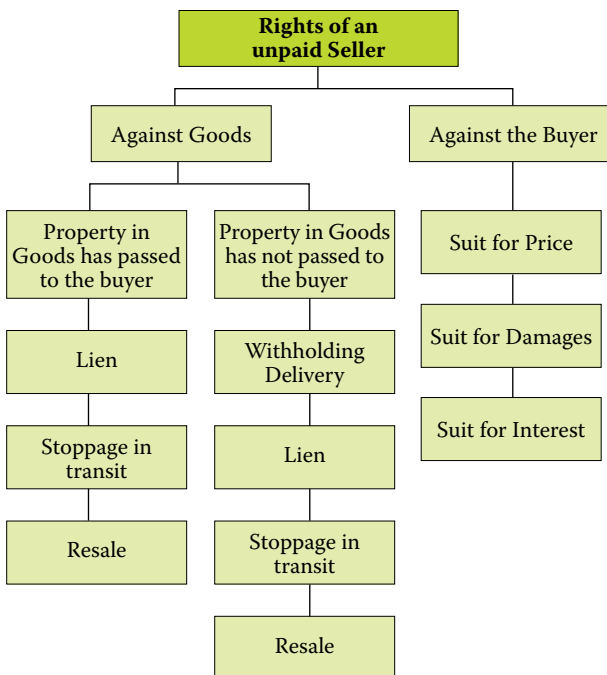 Rights of an
unpaid Seller
Against Goods
Against the Buyer
Property in
Goods has passed
to the buyer
Property in Goods
has not passed to
the buyer
Suit for Price
Lien
Withholding
Delivery
Suit for Damages
Stoppage in
transit
Lien
Suit for Interest
Resale
Stoppage in
transit
Resale